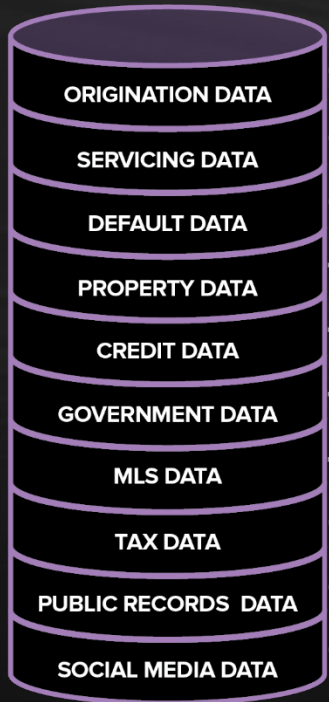 ORIGINATION DATA
SERVICING DATA
DEFAULT DATA
PROPERTY DATA
CREDIT DATA
GOVERNMENT DATA
MLS DATA
TAX DATA
PUBLIC RECORDS DATA
SOCIAL MEDIA DATA